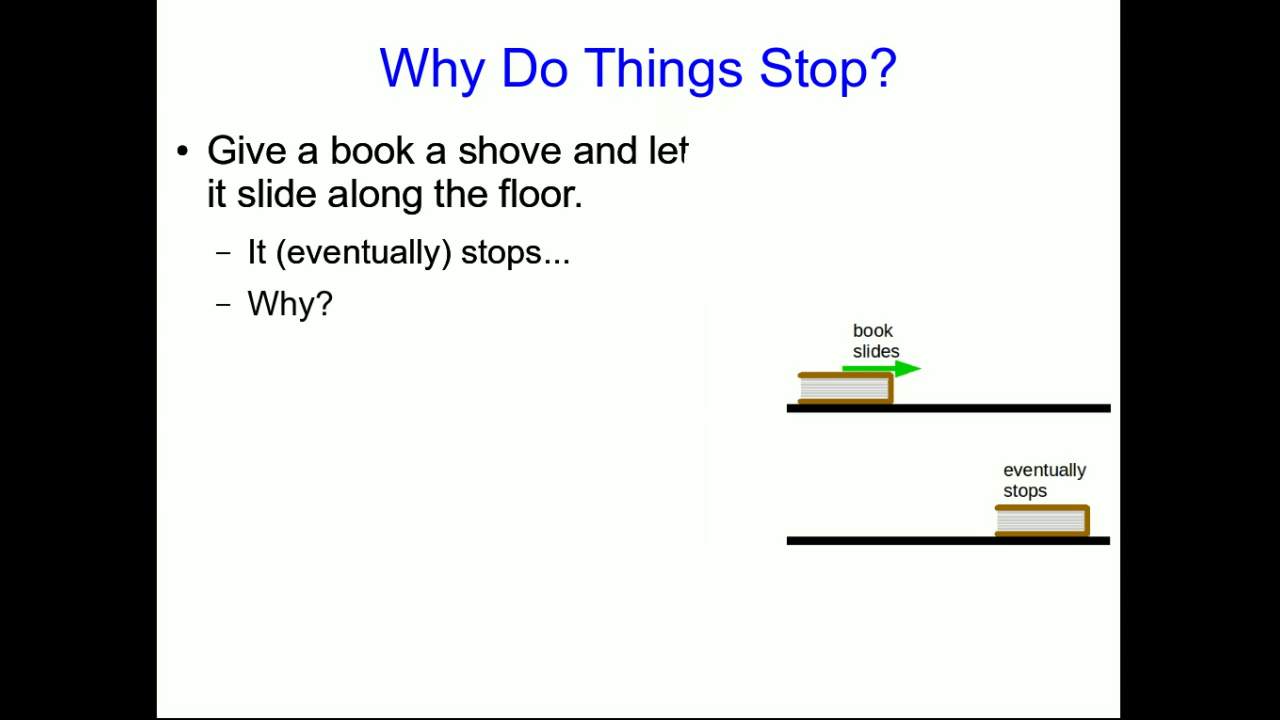 Why Do Things Stop?
• Give a book a shove and let
it slide along the floor.
– It (eventually) stops...
– Why?
book
slides
eventually
stops